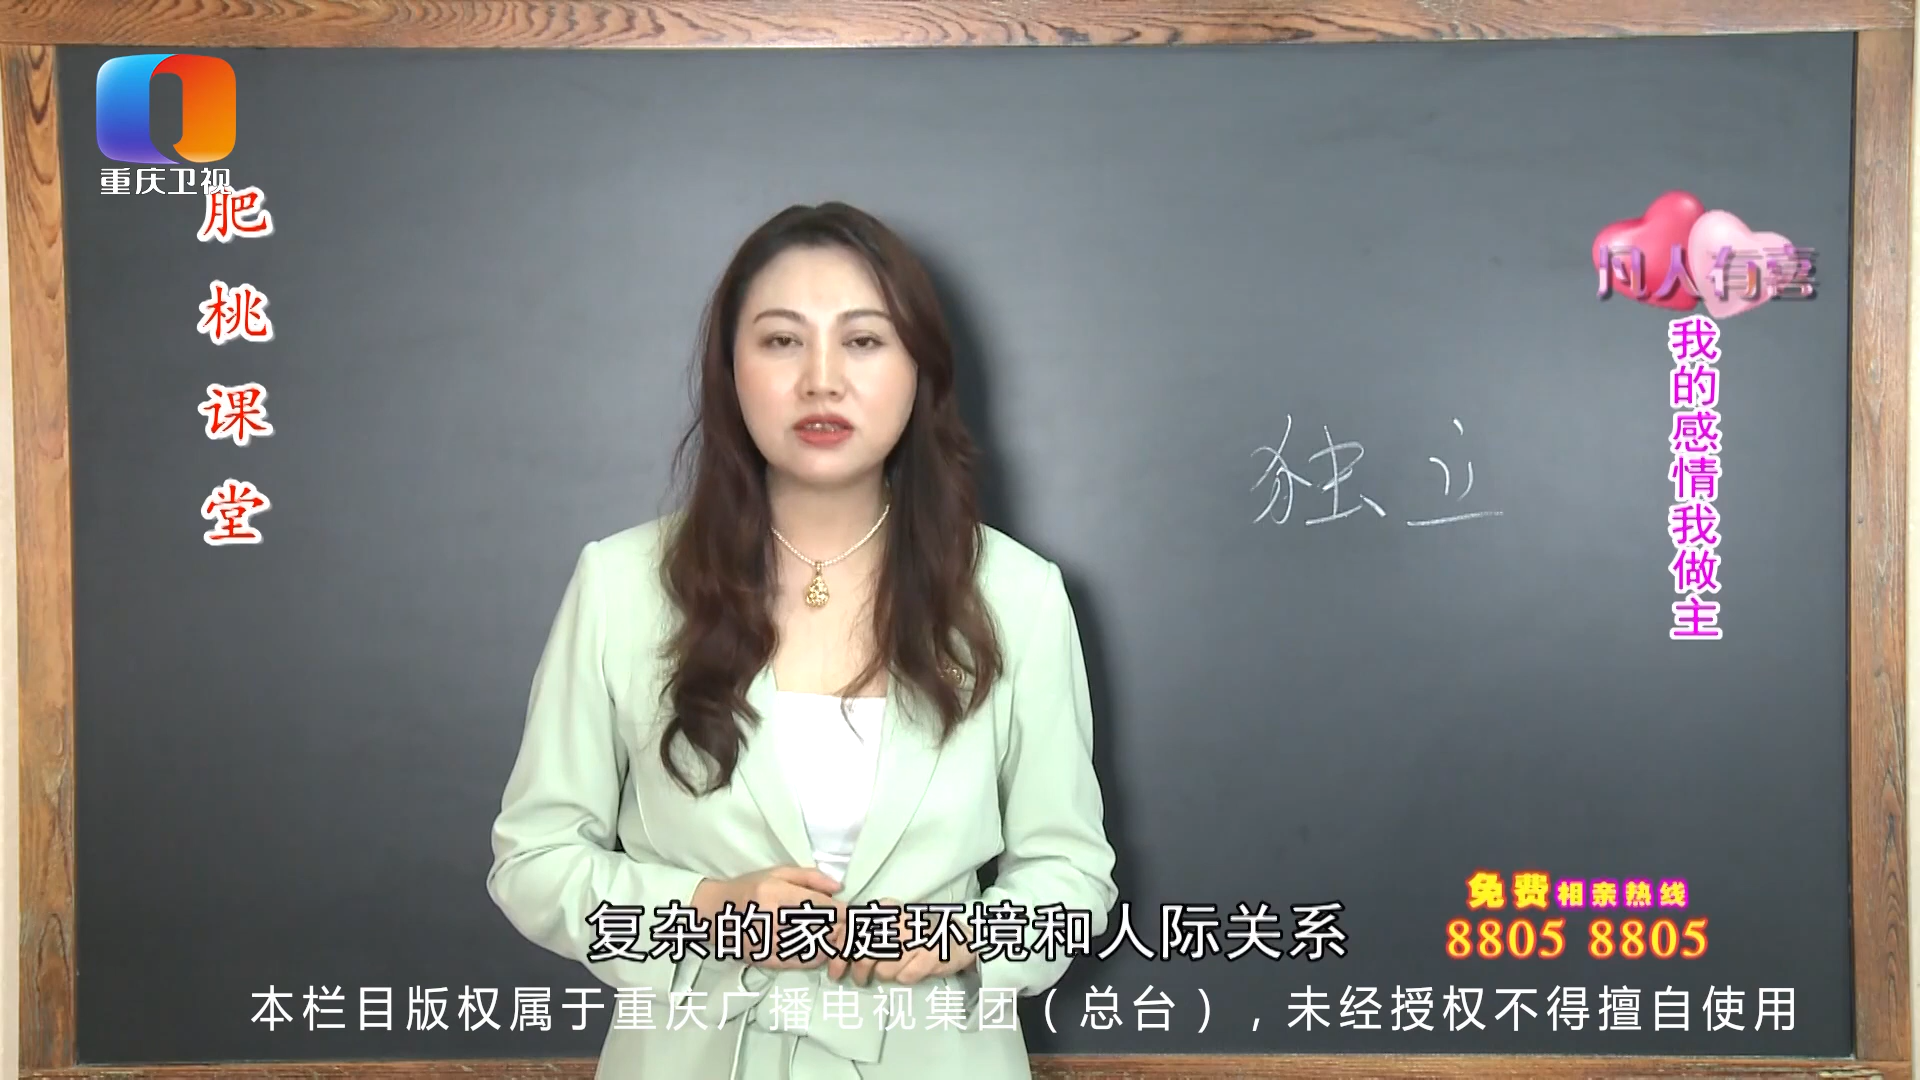 重庆卫视
肥桃课堂
凡人有喜
我的感情我做主
独立
免费相亲热线
8805 8805
复杂的家庭环境和人际关系
本栏目版权属于重庆广播电视集团（总台），未经授权不得擅自使用